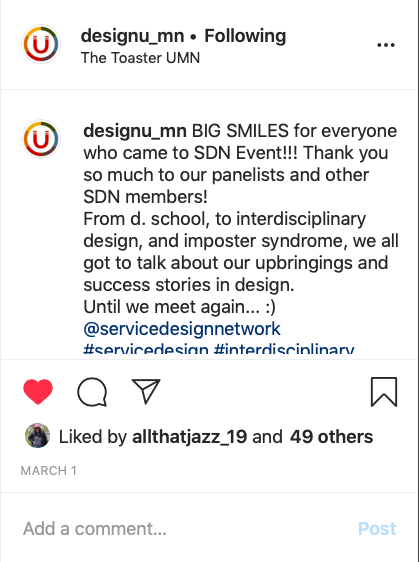 designu_mn • Following
The Toaster UMN
designu_mn BIG SMILES for everyone
who came to SDN Event!!! Thank you
so much to our panelists and other
SDN members!
From d. school, to interdisciplinary
design, and imposter syndrome, we all
got to talk about our upbringings and
success stories in design.
Until we meet again... :)
@servicedesignnetwork
#servicedesign #interdisciplinary
Liked by allthatjazz_19 and 49 others
MARCH 1
Add a comment...
Post